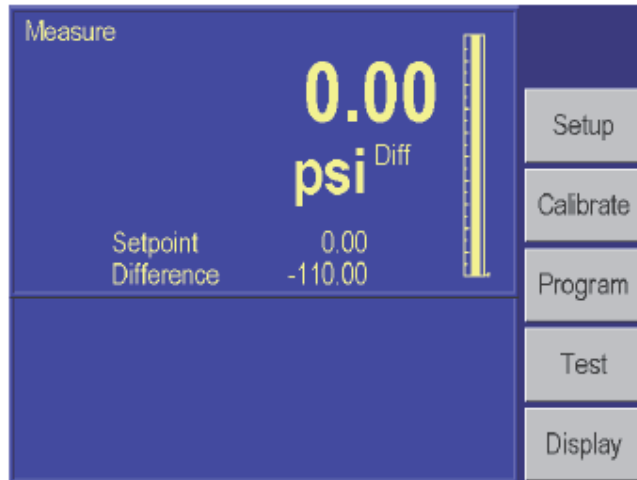 Measure
0.00
psi Diff
Setpoint 0.00
Difference -110.00
Setup
Calibrate
Program
Test
Display